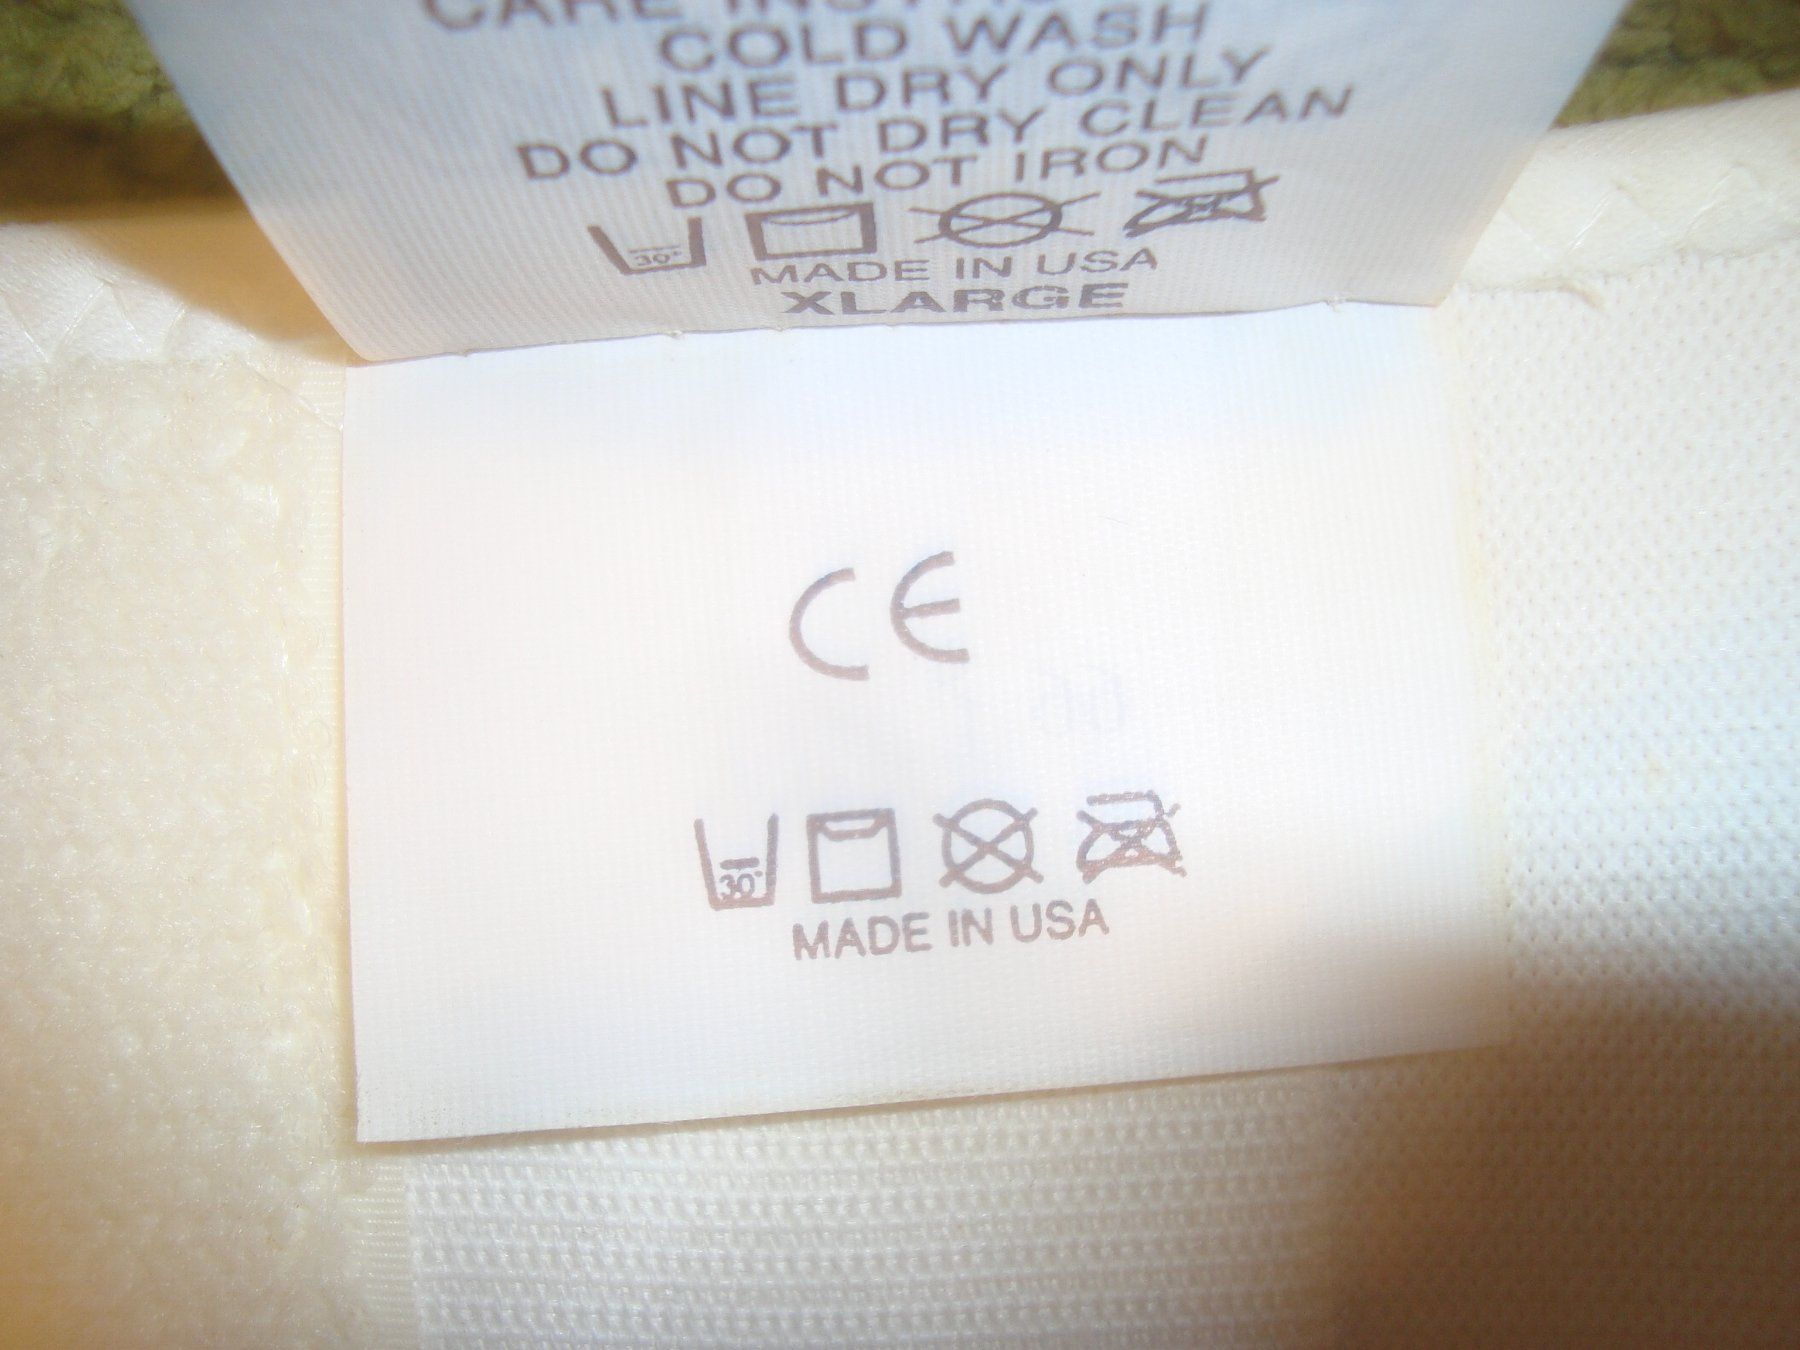 CARE
COLD WASH
LINE DRY ONLY
DO NOT DRY CLEAN
DO NOT IRON
30°
MADE IN USA
XLARGE
CE
30°
MADE IN USA